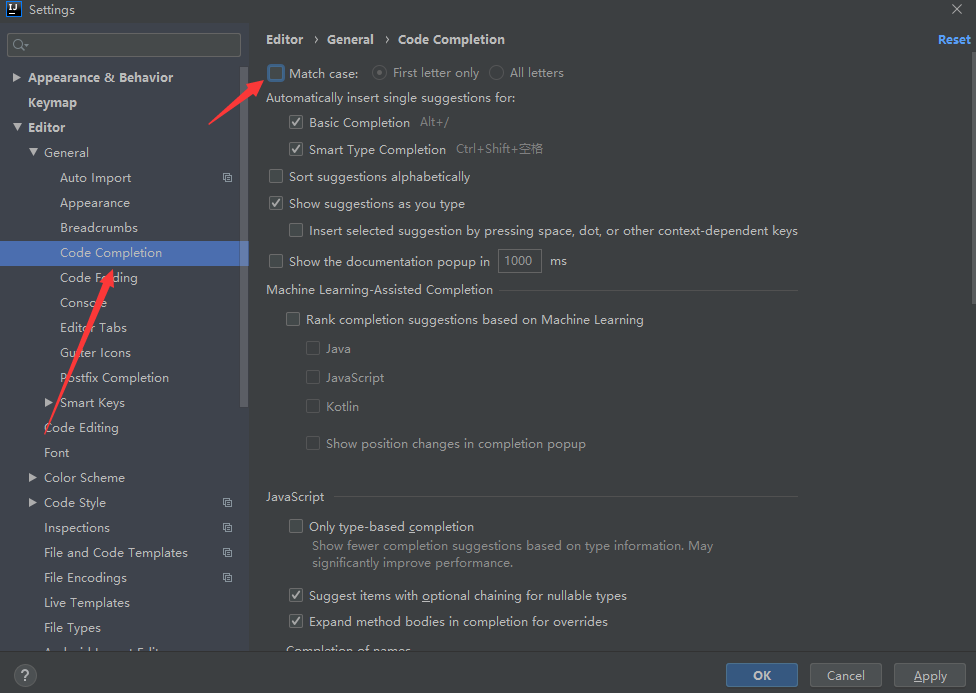 Settings
Appearance & Behavior
Keymap
Editor
General
Auto Import
Appearance
Breadcrumbs
Code Completion
Code Folding
Console
Editor Tabs
Gutter Icons
Postfix Completion
Smart Keys
Code Editing
Font
Color Scheme
Code Style
Inspections
File and Code Templates
File Encodings
Live Templates
File Types
Editor › General › Code Completion
Reset
Match case: First letter only All letters
Automatically insert single suggestions for:
Basic Completion Alt+/
Smart Type Completion Ctrl+Shift+空格
Sort suggestions alphabetically
Show suggestions as you type
Insert selected suggestion by pressing space, dot, or other context-dependent keys
Show the documentation popup in 1000 ms
Machine Learning-Assisted Completion
Rank completion suggestions based on Machine Learning
Java
JavaScript
Kotlin
Show position changes in completion popup
JavaScript
Only type-based completion
Show fewer completion suggestions based on type information. May
significantly improve performance.
Suggest items with optional chaining for nullable types
Expand method bodies in completion for overrides
Completion of names
? OK Cancel Apply